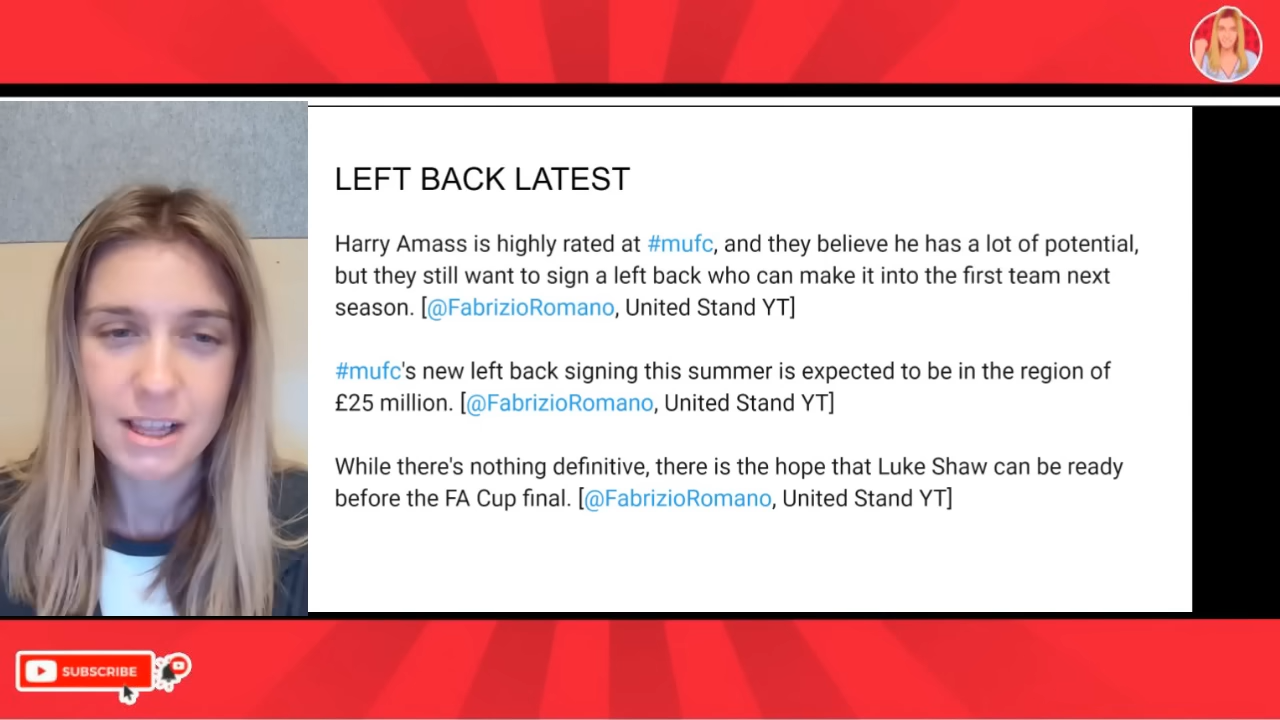 LEFT BACK LATEST
Harry Amass is highly rated at #mufc, and they believe he has a lot of potential,
but they still want to sign a left back who can make it into the first team next
season. [@FabrizioRomano, United Stand YT]
#mufc's new left back signing this summer is expected to be in the region of
£25 million. [@FabrizioRomano, United Stand YT]
While there's nothing definitive, there is the hope that Luke Shaw can be ready
before the FA Cup final. [@FabrizioRomano, United Stand YT]
SUBSCRIBE